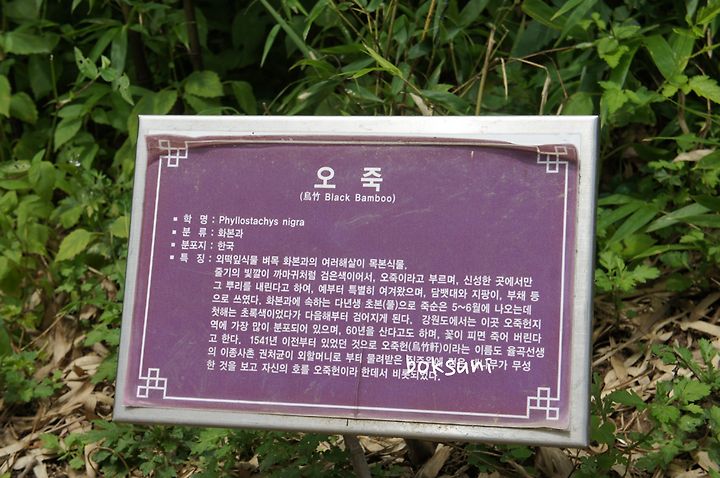 오 죽
(烏竹 Black Bamboo)
■ 학 명 : Phyllostachys nigra
■ 분 류 : 화본과
■ 분포지 : 한국
■ 특 징 : 외떡잎식물 벼목 화본과의 여러해살이 목본식물.
줄기의 빛깔이 까마귀처럼 검은색이어서, 오죽이라고 부르며, 신성한 곳에서만
그 뿌리를 내린다고 하여, 예부터 특별히 여겨왔으며, 담뱃대와 지팡이, 부채 등
으로 쓰였다. 화본과에 속하는 다년생 초본(풀)으로 죽순은 5~6월에 나오는데
첫해는 초록색이었다가 다음해부터 검어지게 된다. 강원도에서는 이곳 오죽헌지
역에 가장 많이 분포되어 있으며, 60년을 산다고도 하며, 꽃이 피면 죽어 버린다
고 한다. 1541년 이전부터 있었던 것으로 오죽헌(烏竹軒)이라는 이름도 율곡선생
의 이종사촌 권처균이 외할머니로 부터 물려받은 무가 무성
한 것을 보고 자신의 호를 오죽헌이라 한데서 비롯되었다.
boksuni